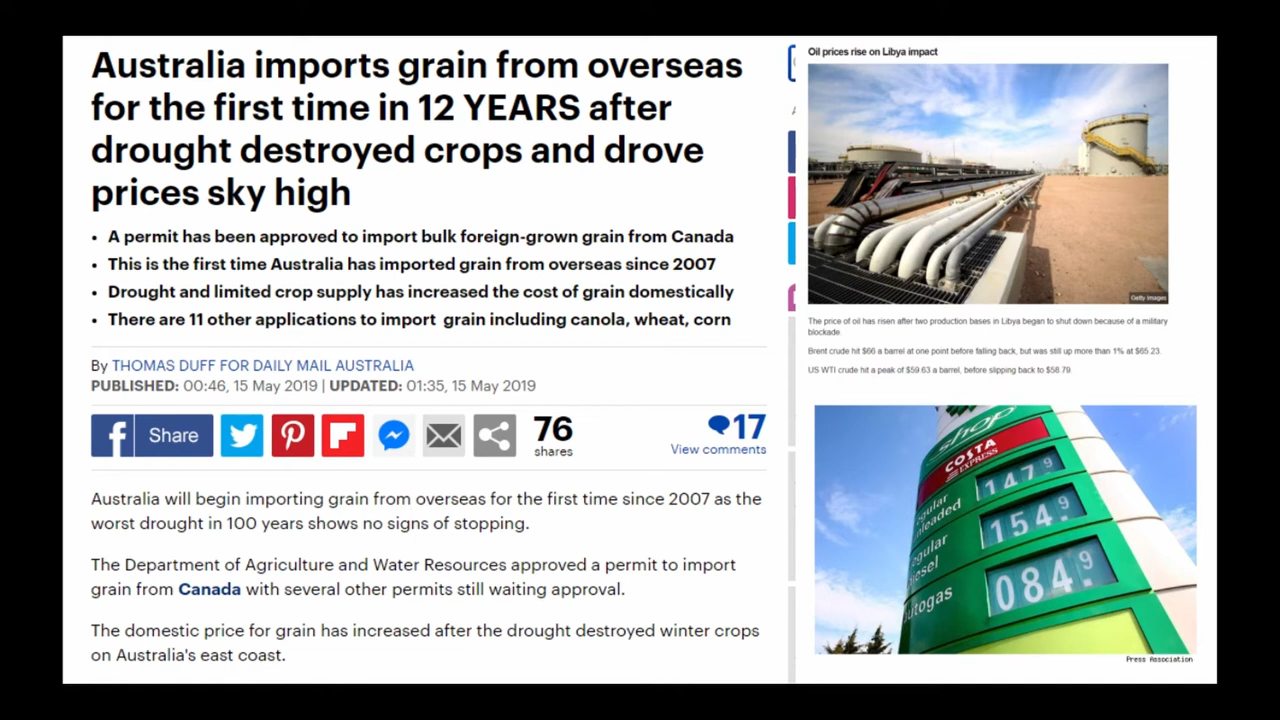 Australia imports grain from overseas
for the first time in 12 YEARS after
drought destroyed crops and drove
prices sky high
• A permit has been approved to import bulk foreign-grown grain from Canada
• This is the first time Australia has imported grain from overseas since 2007
• Drought and limited crop supply has increased the cost of grain domestically
• There are 11 other applications to import grain including canola, wheat, corn
By THOMAS DUFF FOR DAILY MAIL AUSTRALIA
PUBLISHED: 00:46, 15 May 2019 | UPDATED: 01:35, 15 May 2019
Share
76
shares
17
View comments
Australia will begin importing grain from overseas for the first time since 2007 as the
worst drought in 100 years shows no signs of stopping.
The Department of Agriculture and Water Resources approved a permit to import
grain from Canada with several other permits still waiting approval.
The domestic price for grain has increased after the drought destroyed winter crops
on Australia's east coast.
Oil prices rise on Libya impact
Getty Images
The price of oil has risen after two production bases in Libya began to shut down because of a military
blockade.
Brent crude hit $66 a barrel at one point before falling back, but was still up more than 1% at $65.23.
US WTI crude hit a peak of $59.63 a barrel, before slipping back to $58.79.
shop
COSTA
EXPRESS
147.9
154.9
084.9
Press Association